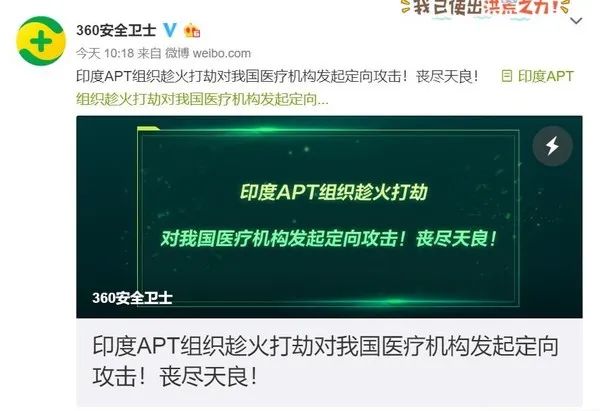 我已使出洪荒之力!
360安全卫士
今天 10:18 来自 微博 weibo.com
印度APT组织趁火打劫对我国医疗机构发起定向攻击！丧尽天良！ 印度APT
组织趁火打劫对我国医疗机构发起定向...
印度APT组织趁火打劫
对我国医疗机构发起定向攻击！丧尽天良！
360安全卫士
印度APT组织趁火打劫对我国医疗机构发起定向
攻击！丧尽天良！